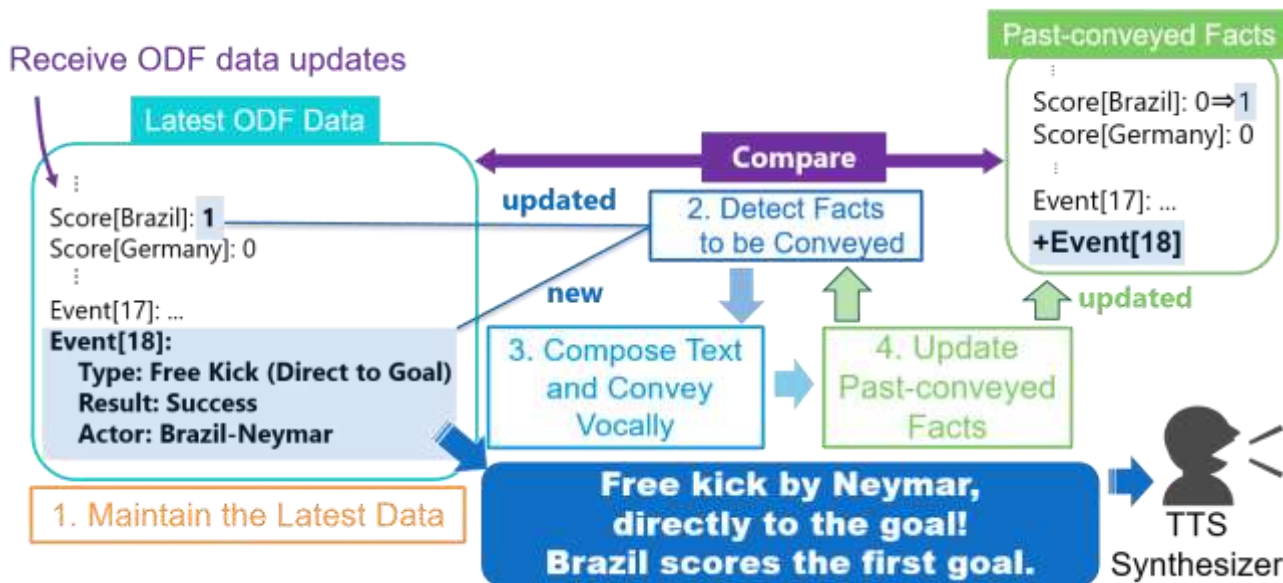 Receive ODF data updates
Latest ODF Data
⋮
Score[Brazil]: 1
Score[Germany]: 0
⋮
Event[17]: ...
Event[18]:
Type: Free Kick (Direct to Goal)
Result: Success
Actor: Brazil-Neymar
1. Maintain the Latest Data
Compare
updated
new
2. Detect Facts
to be Conveyed
3. Compose Text
and Convey
Vocally
4. Update
Past-conveyed
Facts
Past-conveyed Facts
⋮
Score[Brazil]: 0⇒1
Score[Germany]: 0
⋮
Event[17]: ...
+Event[18]
updated
Free kick by Neymar,
directly to the goal!
Brazil scores the first goal.
TTS
Synthesizer